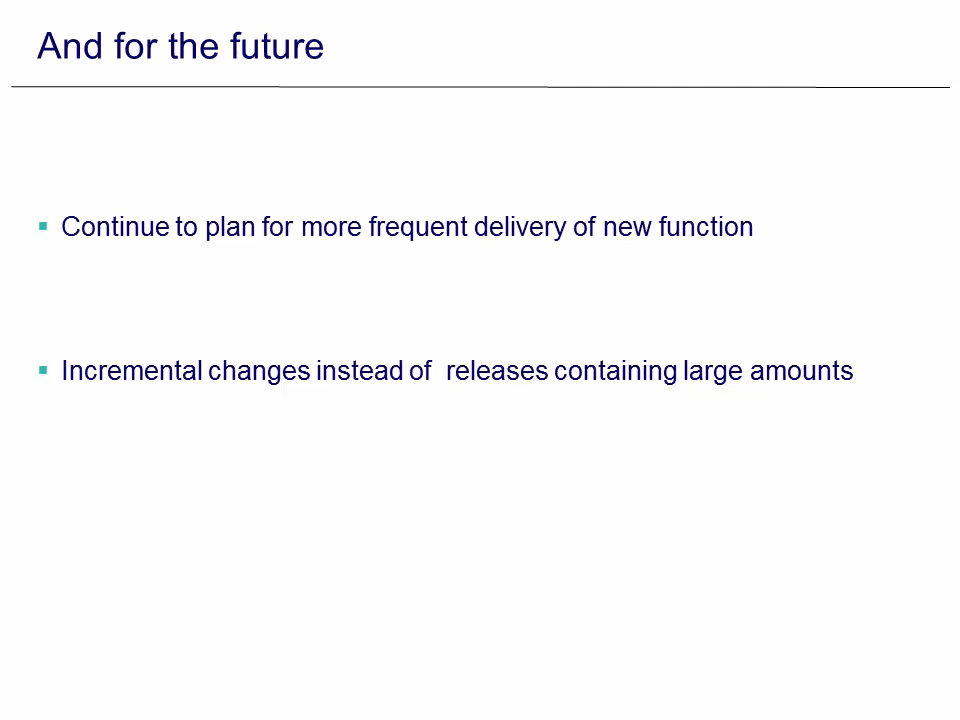 And for the future
▪ Continue to plan for more frequent delivery of new function
▪ Incremental changes instead of  releases containing large amounts